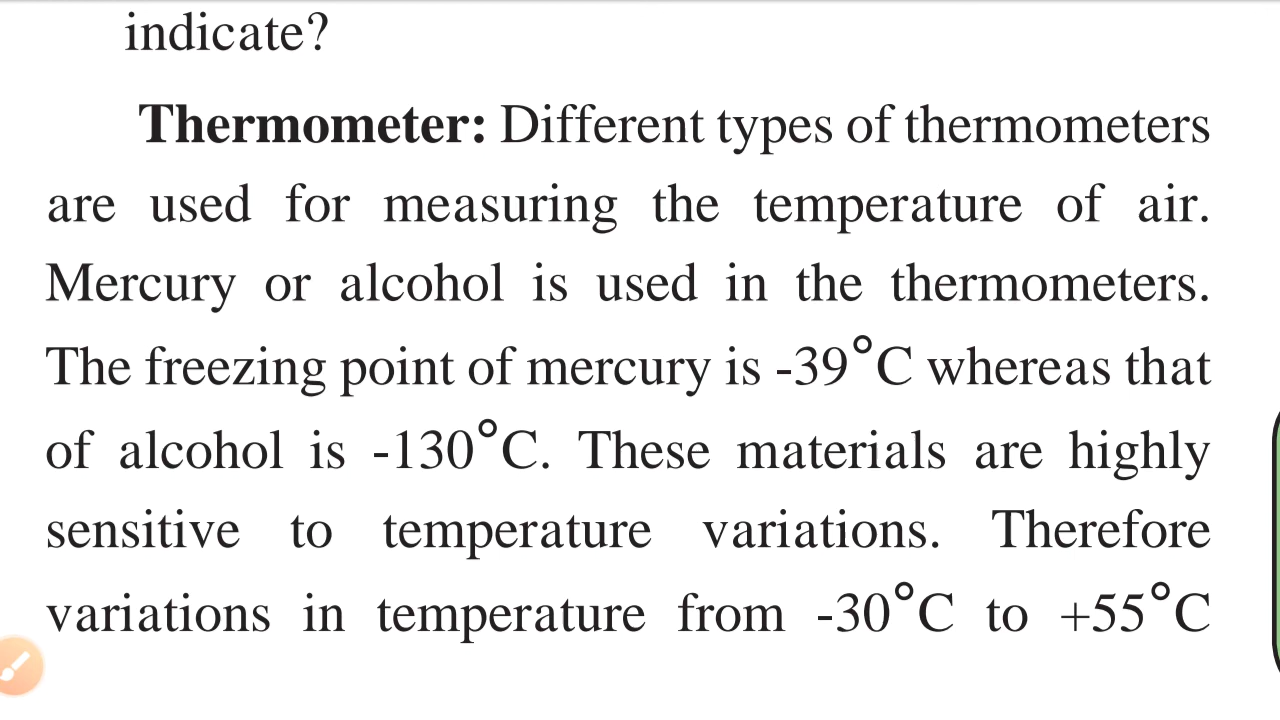 indicate?
Thermometer: Different types of thermometers
are used for measuring the temperature of air.
Mercury or alcohol is used in the thermometers.
The freezing point of mercury is -39°C whereas that
of alcohol is -130°C. These materials are highly
sensitive to temperature variations. Therefore
variations in temperature from -30°C to +55°C